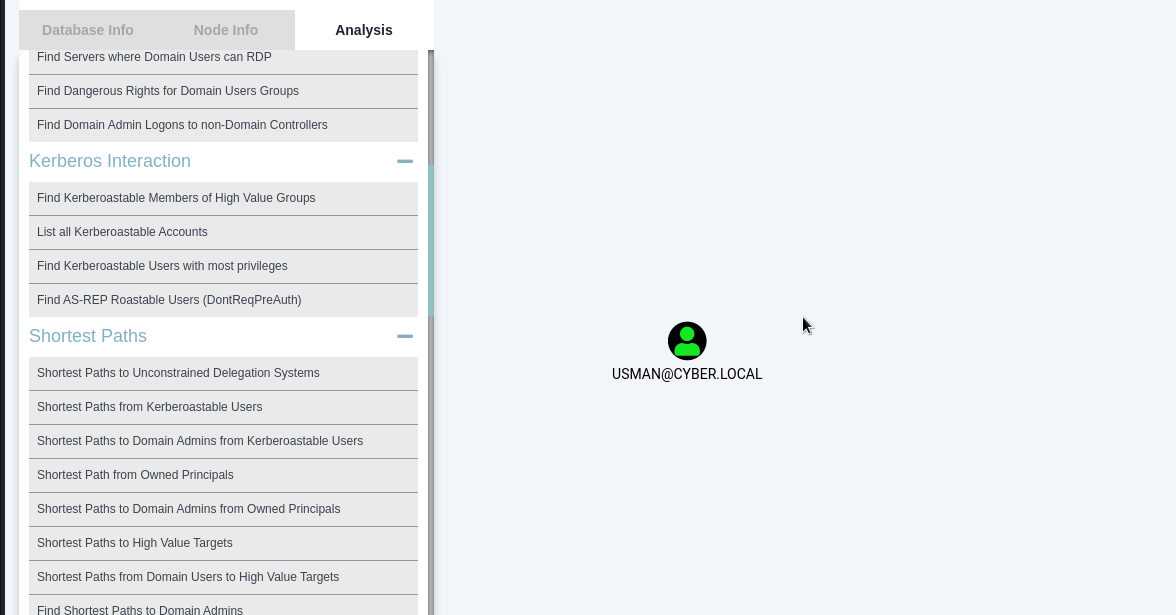 Database Info
Node Info
Analysis
Find Servers where Domain Users can RDP
Find Dangerous Rights for Domain Users Groups
Find Domain Admin Logons to non-Domain Controllers
Kerberos Interaction
Find Kerberoastable Members of High Value Groups
List all Kerberoastable Accounts
Find Kerberoastable Users with most privileges
Find AS-REP Roastable Users (DontReqPreAuth)
Shortest Paths
Shortest Paths to Unconstrained Delegation Systems
Shortest Paths from Kerberoastable Users
Shortest Paths to Domain Admins from Kerberoastable Users
Shortest Path from Owned Principals
Shortest Paths to Domain Admins from Owned Principals
Shortest Paths to High Value Targets
Shortest Paths from Domain Users to High Value Targets
Find Shortest Paths to Domain Admins
USMAN@CYBER.LOCAL